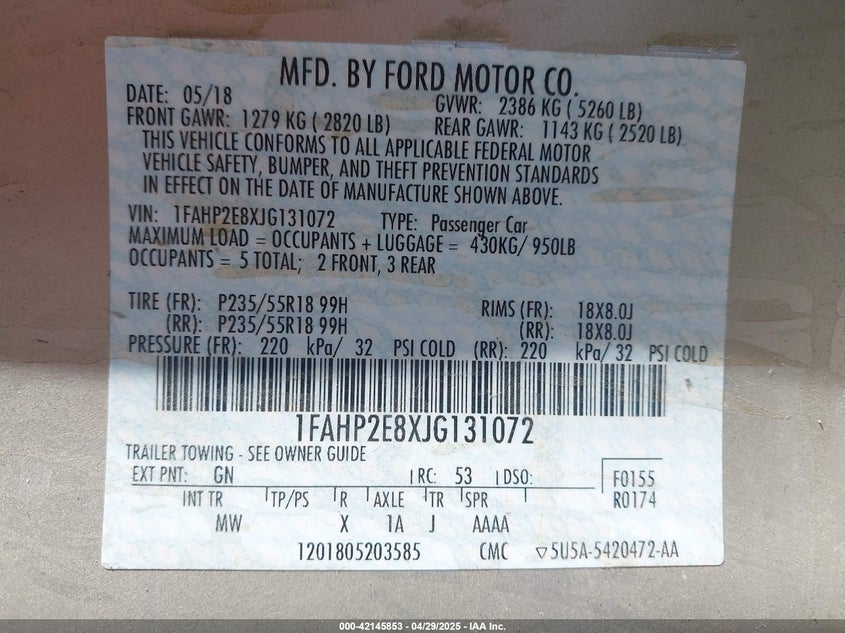 MFD. BY FORD MOTOR CO.
DATE: 05/18 GVWR: 2386 KG ( 5260 LB)
FRONT GAWR: 1279 KG ( 2820 LB) REAR GAWR: 1143 KG ( 2520 LB)
THIS VEHICLE CONFORMS TO ALL APPLICABLE FEDERAL MOTOR
VEHICLE SAFETY, BUMPER, AND THEFT PREVENTION STANDARDS
IN EFFECT ON THE DATE OF MANUFACTURE SHOWN ABOVE.
VIN: 1FAHP2E8XJG131072 TYPE: Passenger Car
MAXIMUM LOAD = OCCUPANTS + LUGGAGE = 430KG/ 950LB
OCCUPANTS = 5 TOTAL; 2 FRONT, 3 REAR
TIRE (FR): P235/55R18 99H RIMS (FR): 18X8.0J
(RR): P235/55R18 99H (RR): 18X8.0J
PRESSURE (FR): 220 kPa/ 32 PSI COLD (RR): 220 kPa/ 32 PSI COLD
1FAHP2E8XJG131072
TRAILER TOWING - SEE OWNER GUIDE
EXT PNT: GN RC: 53 DSO: F0155
INT TR TP/PS R AXLE TR SPR R0174
MW X 1A J AAAA
1201805203585 CMC ▽5U5A-5420472-AA
000-42145853 | 04/29/2025 - IAA Inc.